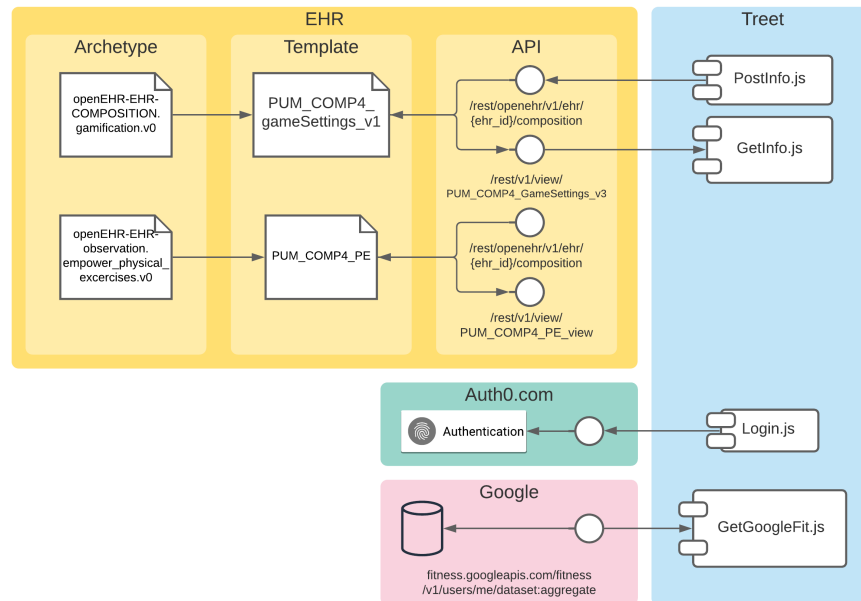 EHR
Treet
Archetype
Template
API
openEHR-EHR-
COMPOSITION.
gamification.v0
PUM_COMP4_
gameSettings_v1
/rest/openehr/v1/ehr/
{ehr_id}/composition
PostInfo.js
GetInfo.js
/rest/v1/view/
PUM_COMP4_GameSettings_v3
openEHR-EHR-
observation.
empower_physical_
excercises.v0
PUM_COMP4_PE
/rest/openehr/v1/ehr/
{ehr_id}/composition
/rest/v1/view/
PUM_COMP4_PE_view
Auth0.com
Authentication
Login.js
Google
GetGoogleFit.js
fitness.googleapis.com/fitness
/v1/users/me/dataset:aggregate